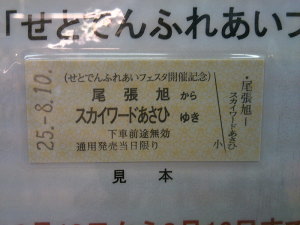 「せとでんふれあい
25.-8.10.
(せとでんふれあいフェスタ開催記念)
尾張旭から
スカイワードあさひゆき
下車前途無効
通用発売当日限り
・尾張旭ー
スカイワードあさひ
小
見本